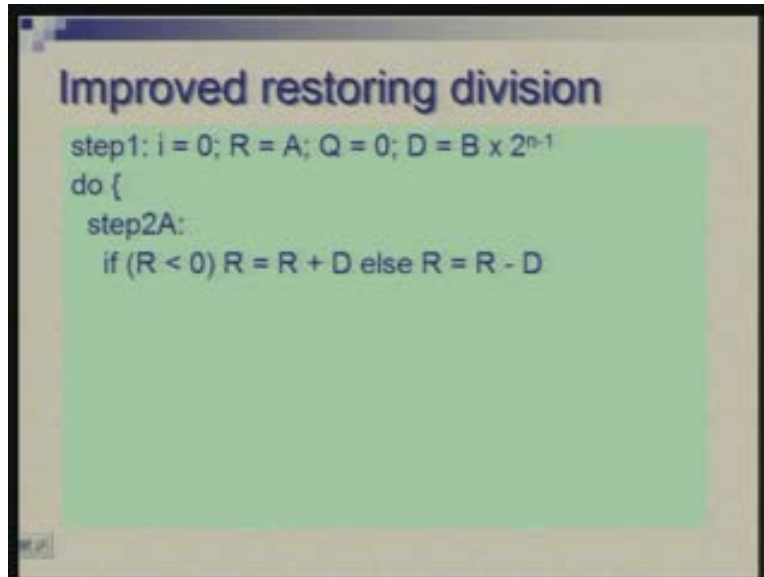 Improved restoring division
step1: i = 0; R = A; Q = 0; D = B x 2ⁿ⁻¹
do {
step2A:
if (R < 0) R = R + D else R = R - D